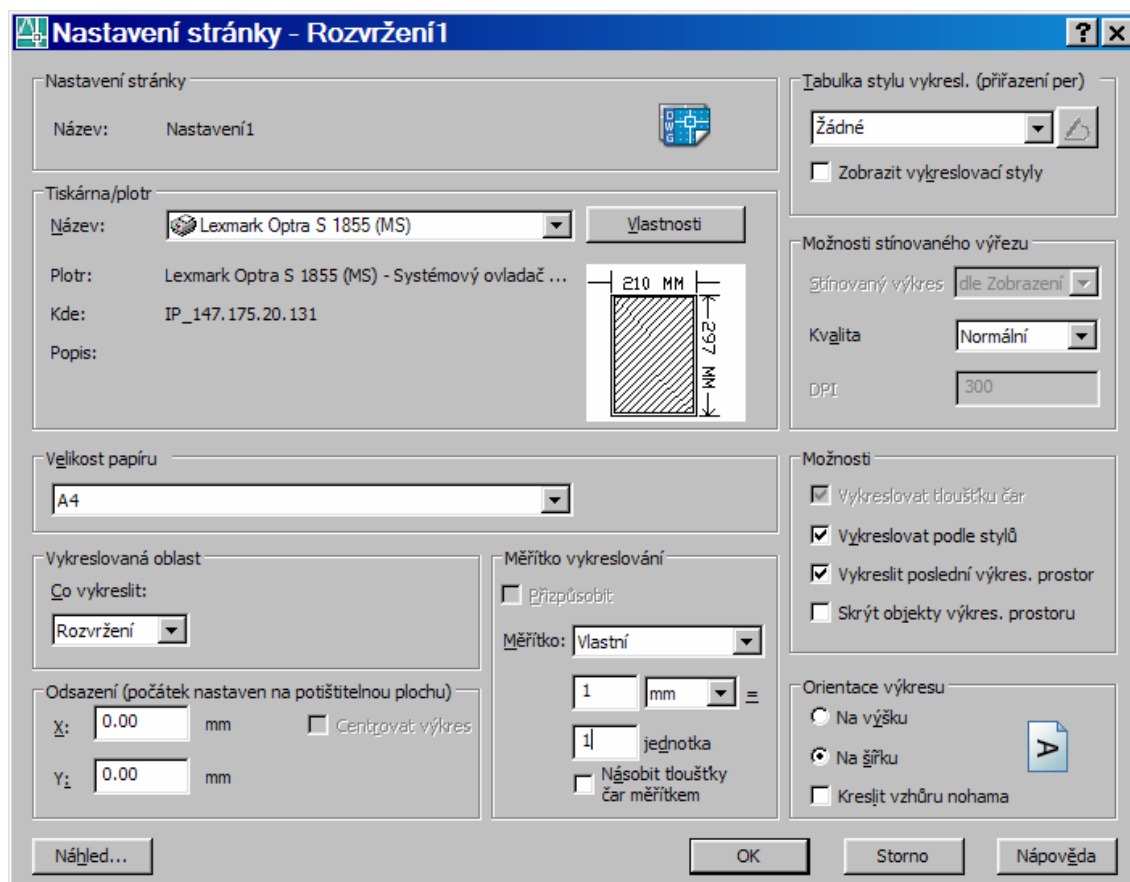 Nastavení stránky - Rozvržení1
Nastavení stránky
Název: Nastavení1
DWG
Tiskárna/plotr
Název: Lexmark Optra S 1855 (MS) Vlastnosti
Plotr: Lexmark Optra S 1855 (MS) - Systémový ovladač ...
Kde: IP_147.175.20.131
Popis:
210 MM
297 MM
Velikost papíru
A4
Vykreslovaná oblast
Co vykreslit:
Rozvržení
Odsazení (počátek nastaven na potištitelnou plochu)
X: 0.00 mm Centrovat výkres
Y: 0.00 mm
Měřítko vykreslování
Přizpůsobit
Měřítko: Vlastní
1 mm =
1 jednotka
Násobit tloušťky
čar měřítkem
Tabulka stylu vykresl. (přiřazení per)
Žádné
Zobrazit vykreslovací styly
Možnosti stínovaného výřezu
Stínovaný výkres dle Zobrazení
Kvalita Normální
DPI 300
Možnosti
Vykreslovat tloušťku čar
Vykreslovat podle stylů
Vykreslit poslední výkres. prostor
Skrýt objekty výkres. prostoru
Orientace výkresu
Na výšku
Na šířku
A
Kreslit vzhůru nohama
Náhled... OK Storno Nápověda